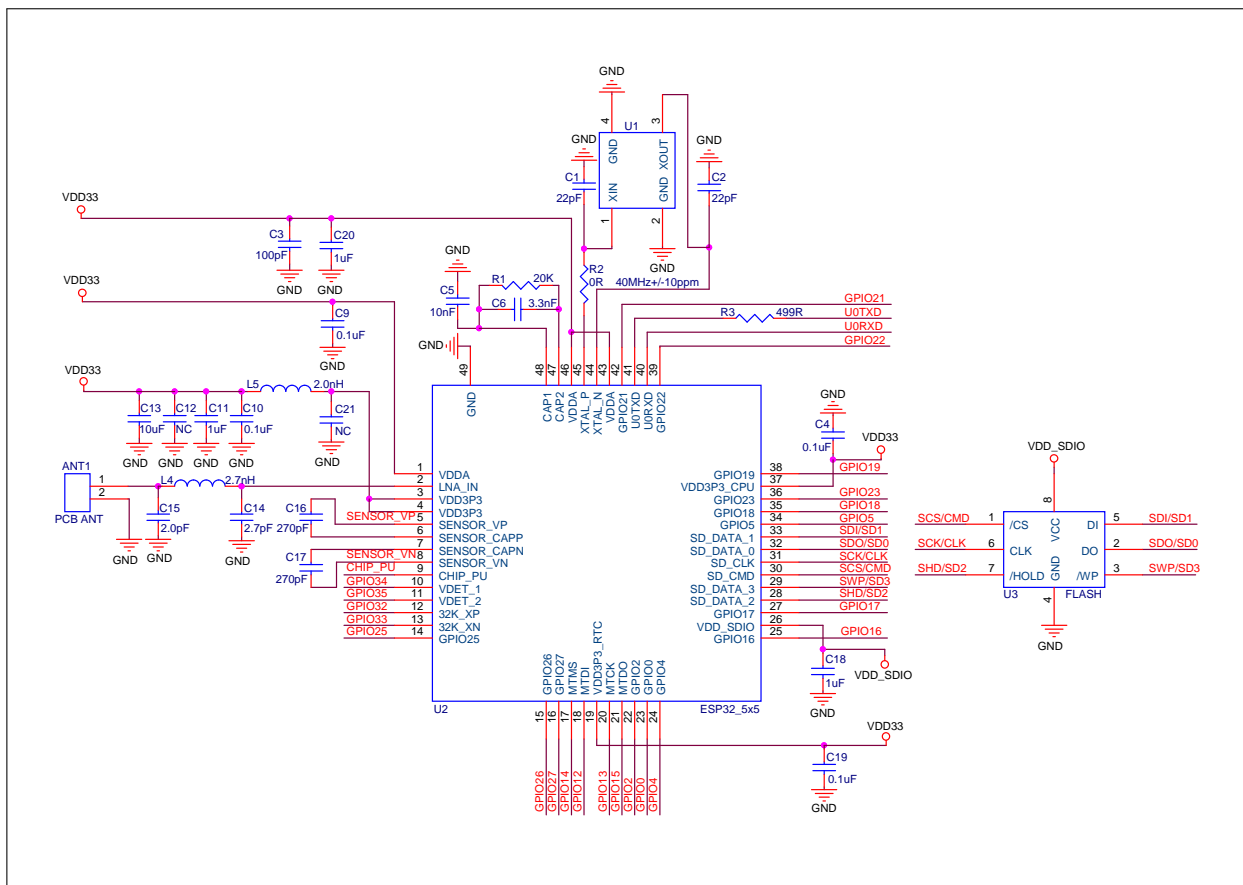 GND
U1
4
3
GND
XOUT
XIN
GND
1
2
GND
C1
22pF
GND
C2
22pF
GND
R2
0R
40MHz+/-10ppm
VDD33
C3
100pF
GND
C20
1uF
GND
VDD33
C9
0.1uF
GND
GND
C5
10nF
R1
20K
C6
3.3nF
GND
GPIO21
R3
499R
U0TXD
U0RXD
GPIO22
VDD33
L5
2.0nH
C13
10uF
GND
C12
NC
GND
C11
1uF
GND
C10
0.1uF
GND
C21
NC
GND
ANT1
1
2
PCB ANT
L4
2.7nH
GND
C15
2.0pF
GND
C14
2.7pF
GND
C16
270pF
C17
270pF
SENSOR_VP
SENSOR_VN
CHIP_PU
GPIO34
GPIO35
GPIO32
GPIO33
GPIO25
49
GND
48
CAP1
47
CAP2
46
VDDA
45
XTAL_P
44
XTAL_N
43
VDDA
42
GPIO21
41
U0TXD
40
U0RXD
39
GPIO22
1
VDDA
2
LNA_IN
3
VDD3P3
4
VDD3P3
5
SENSOR_VP
6
SENSOR_CAPP
7
SENSOR_CAPN
8
SENSOR_VN
9
CHIP_PU
10
VDET_1
11
VDET_2
12
32K_XP
13
32K_XN
14
GPIO25
GPIO19
38
GPIO19
VDD3P3_CPU
37
GPIO23
36
GPIO23
GPIO18
35
GPIO18
GPIO5
34
GPIO5
SD_DATA_1
33
SDI/SD1
SD_DATA_0
32
SDO/SD0
SD_CLK
31
SCK/CLK
SD_CMD
30
SCS/CMD
SD_DATA_3
29
SWP/SD3
SD_DATA_2
28
SHD/SD2
GPIO17
27
GPIO17
VDD_SDIO
26
GPIO16
25
GPIO16
GND
C4
0.1uF
VDD33
C18
1uF
GND
VDD_SDIO
GPIO26
GPIO27
MTMS
MTDI
VDD3P3_RTC
MTCK
MTDO
GPIO2
GPIO0
GPIO4
U2
ESP32_5x5
15
16
17
18
19
20
21
22
23
24
GPIO26
GPIO27
GPIO14
GPIO12
GPIO13
GPIO15
GPIO2
GPIO0
GPIO4
VDD33
C19
0.1uF
GND
VDD_SDIO
8
VCC
SCS/CMD
1
/CS
DI
5
SDI/SD1
SCK/CLK
6
CLK
DO
2
SDO/SD0
SHD/SD2
7
/HOLD
GND
/WP
3
SWP/SD3
U3
4
FLASH
GND